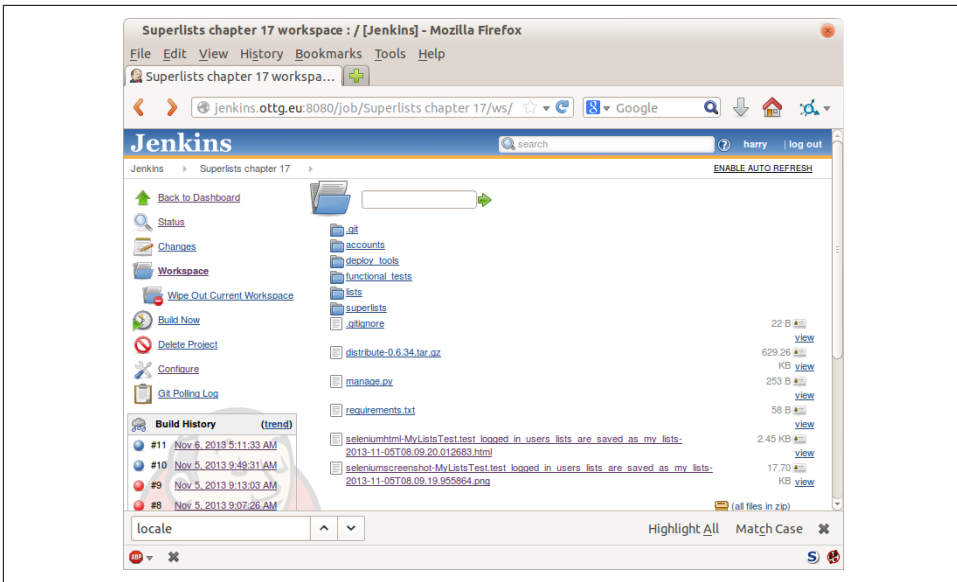 Superlists chapter 17 workspace : / [Jenkins] - Mozilla Firefox
File Edit View History Bookmarks Tools Help
Superlists chapter 17 workspa...
jenkins.ottg.eu:8080/job/Superlists chapter 17/ws/
Google
Jenkins
search
harry | log out
Jenkins Superlists chapter 17
ENABLE AUTO REFRESH
Back to Dashboard
Status
Changes
Workspace
Wipe Out Current Workspace
Build Now
Delete Project
Configure
Git Polling Log
Build History (trend)
#11 Nov 6, 2013 5:11:33 AM
#10 Nov 5, 2013 9:49:31 AM
#9 Nov 5, 2013 9:13:03 AM
#8 Nov 5, 2013 9:07:26 AM
.git
accounts
deploy_tools
functional_tests
lists
superlists
.gitignore 22 B
view
distribute-0.6.34.tar.gz 629.26
KB view
manage.py 253 B
view
requirements.txt 58 B
view
seleniumhtml-MyListsTest.test_logged_in_users_lists_are_saved_as_my_lists- 2.45 KB
2013-11-05T08.09.20.012683.html view
seleniumscreenshot-MyListsTest.test_logged_in_users_lists_are_saved_as_my_lists- 17.70
2013-11-05T08.09.19.955864.png KB view
(all files in zip)
locale
Highlight All Match Case
ABP
S